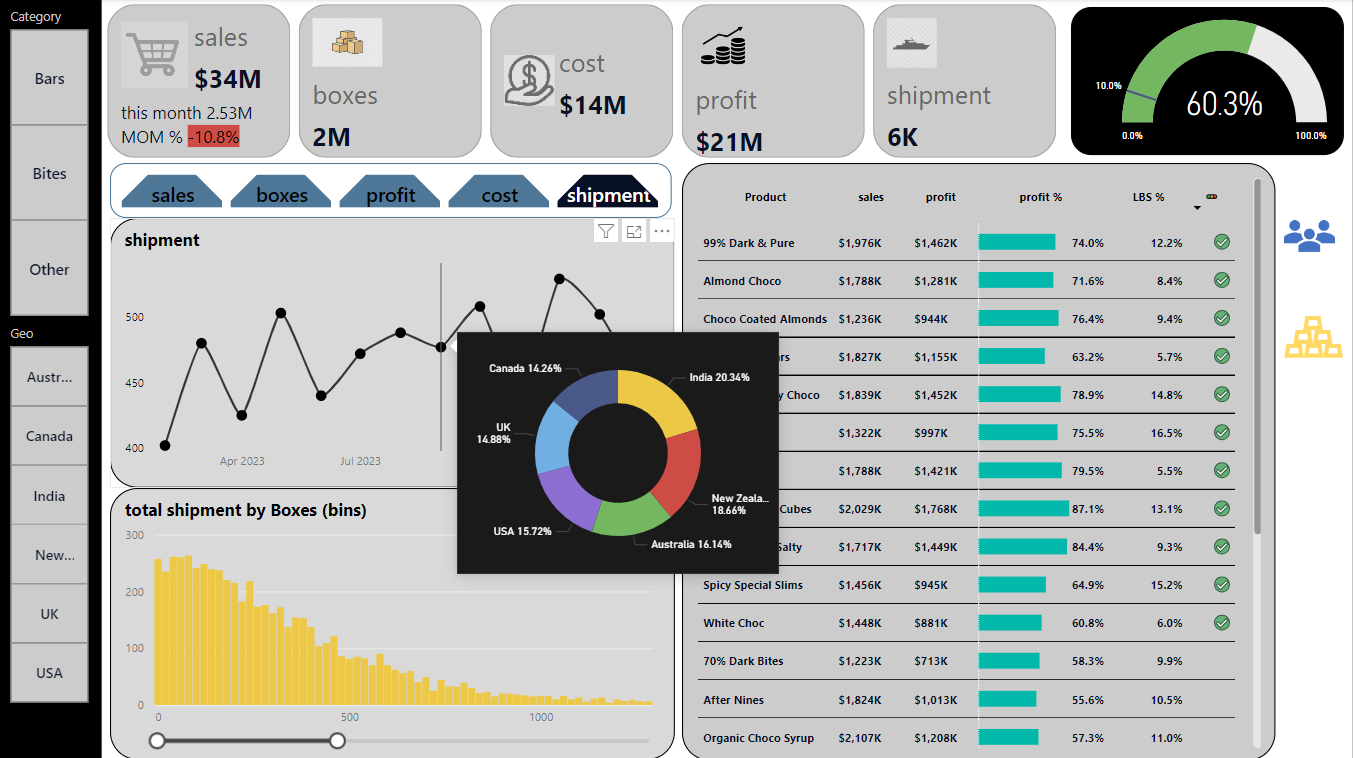 Category
Bars
Bites
Other
Geo
Austr...
Canada
India
New...
UK
USA
sales
$34M
this month 2.53M
MOM % -10.8%
boxes
2M
cost
$14M
profit
$21M
shipment
6K
10.0%
60.3%
0.0%
100.0%
sales
boxes
profit
cost
shipment
shipment
500
450
400
Apr 2023
Jul 2023
Canada 14.26%
India 20.34%
UK
14.88%
New Zeala...
18.66%
USA 15.72%
Australia 16.14%
total shipment by Boxes (bins)
300
200
100
0
0
500
1000
Product sales profit profit % LBS %
99% Dark & Pure $1,976K $1,462K 74.0% 12.2%
Almond Choco $1,788K $1,281K 71.6% 8.4%
Choco Coated Almonds $1,236K $944K 76.4% 9.4%
$1,827K $1,155K 63.2% 5.7%
Choco $1,839K $1,452K 78.9% 14.8%
$1,322K $997K 75.5% 16.5%
$1,788K $1,421K 79.5% 5.5%
Cubes $2,029K $1,768K 87.1% 13.1%
Salty $1,717K $1,449K 84.4% 9.3%
Spicy Special Slims $1,456K $945K 64.9% 15.2%
White Choc $1,448K $881K 60.8% 6.0%
70% Dark Bites $1,223K $713K 58.3% 9.9%
After Nines $1,824K $1,013K 55.6% 10.5%
Organic Choco Syrup $2,107K $1,208K 57.3% 11.0%